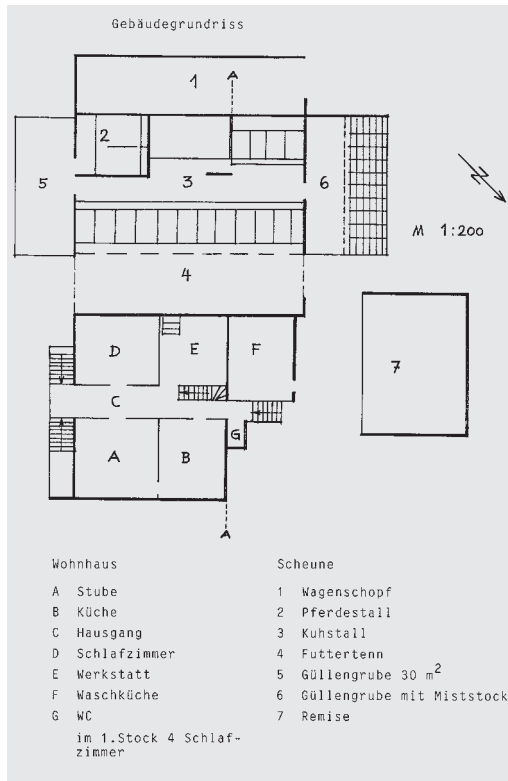 Gebäudegrundriss
1
A
2
5
3
6
M 1:200
4
D
E
F
7
C
G
A
B
A
Wohnhaus
A Stube
B Küche
C Hausgang
D Schlafzimmer
E Werkstatt
F Waschküche
G WC
im 1.Stock 4 Schlaf-
zimmer
Scheune
1 Wagenschopf
2 Pferdestall
3 Kuhstall
4 Futtertenn
5 Güllengrube 30 m²
6 Güllengrube mit Miststock
7 Remise